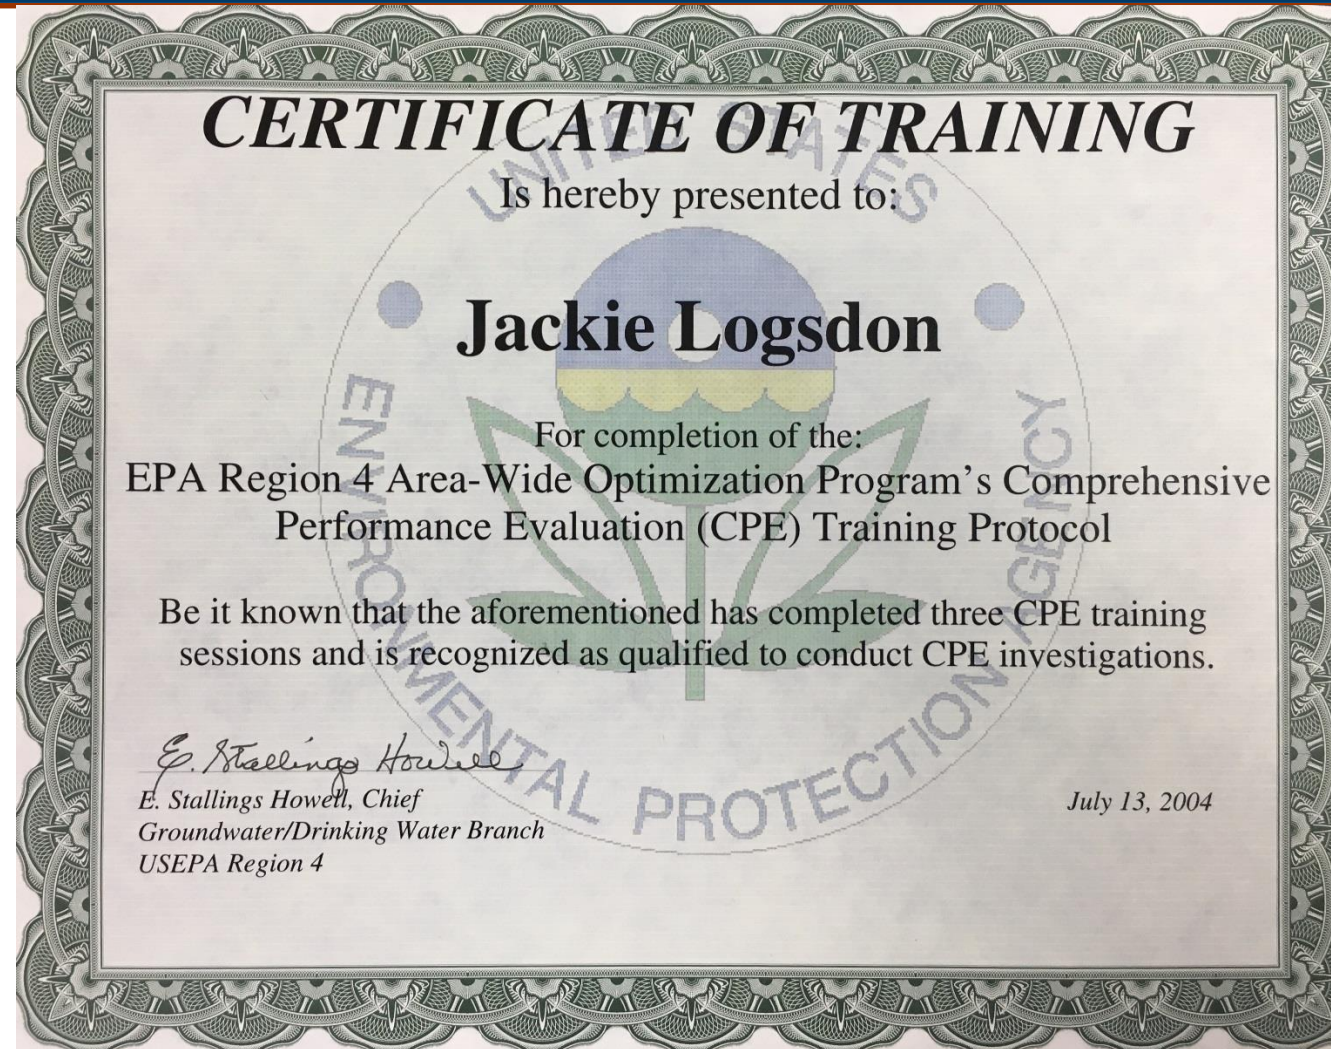 CERTIFICATE OF TRAINING
Is hereby presented to:
Jackie Logsdon
For completion of the:
EPA Region 4 Area-Wide Optimization Program's Comprehensive
Performance Evaluation (CPE) Training Protocol
Be it known that the aforementioned has completed three CPE training
sessions and is recognized as qualified to conduct CPE investigations.
E. Stallings Howell
E. Stallings Howell, Chief
Groundwater/Drinking Water Branch
USEPA Region 4
July 13, 2004
UNITED STATES
ENVIRONMENTAL PROTECTION AGENCY